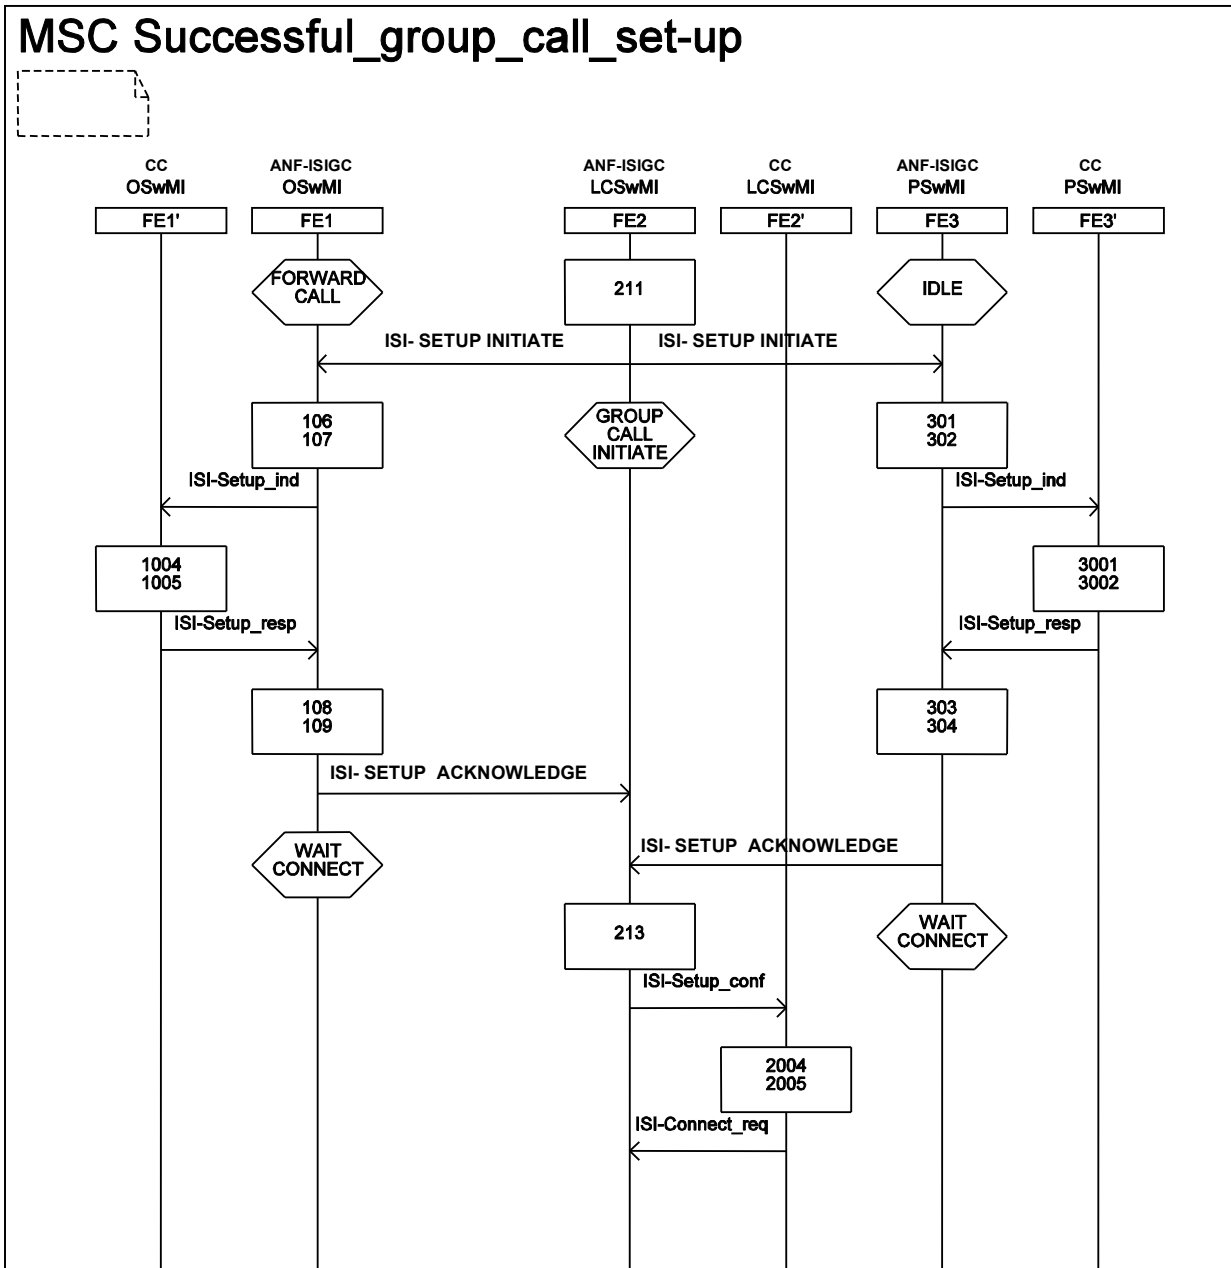 MSC Successful_group_call_set-up
CC ANF-ISIGC ANF-ISIGC CC ANF-ISIGC CC
OSwMI OSwMI LCSwMI LCSwMI PSwMI PSwMI
FE1' FE1 FE2 FE2' FE3 FE3'
FORWARD
CALL
211
IDLE
ISI- SETUP INITIATE ISI- SETUP INITIATE
106
107
GROUP
CALL
INITIATE
301
302
ISI-Setup_ind ISI-Setup_ind
1004
1005
3001
3002
ISI-Setup_resp ISI-Setup_resp
108
109
303
304
ISI- SETUP ACKNOWLEDGE
WAIT
CONNECT
ISI- SETUP ACKNOWLEDGE
213
WAIT
CONNECT
ISI-Setup_conf
2004
2005
ISI-Connect_req